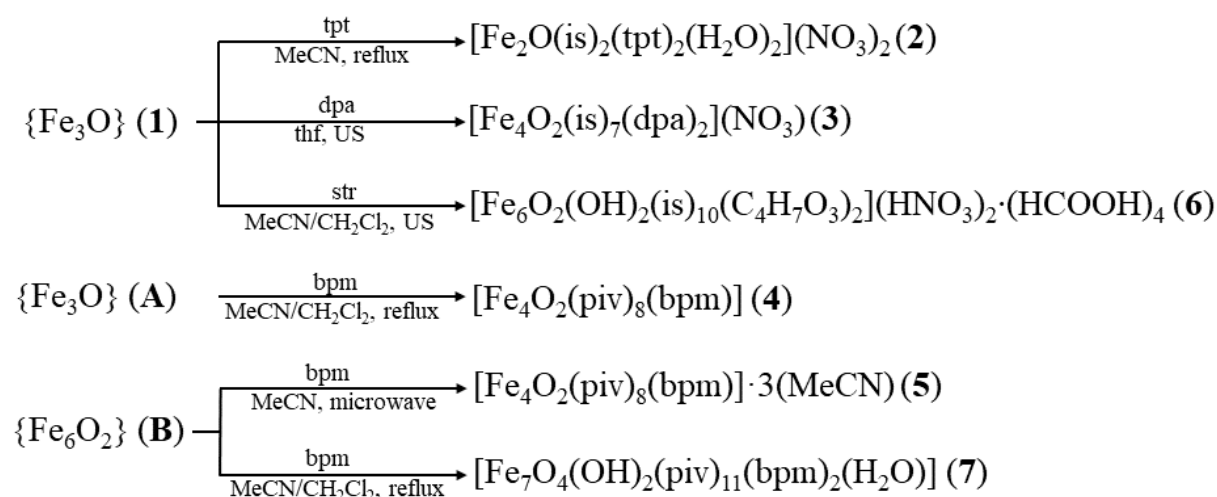 tpt
MeCN, reflux
[Fe₂O(is)₂(tpt)₂(H₂O)₂](NO₃)₂ (2)
{Fe₃O} (1)
dpa
thf, US
[Fe₄O₂(is)₇(dpa)₂](NO₃) (3)
str
MeCN/CH₂Cl₂, US
[Fe₆O₂(OH)₂(is)₁₀(C₄H₇O₃)₂](HNO₃)₂·(HCOOH)₄ (6)
{Fe₃O} (A)
bpm
MeCN/CH₂Cl₂, reflux
[Fe₄O₂(piv)₈(bpm)] (4)
{Fe₆O₂} (B)
bpm
MeCN, microwave
[Fe₄O₂(piv)₈(bpm)]·3(MeCN) (5)
bpm
MeCN/CH₂Cl₂, reflux
[Fe₇O₄(OH)₂(piv)₁₁(bpm)₂(H₂O)] (7)